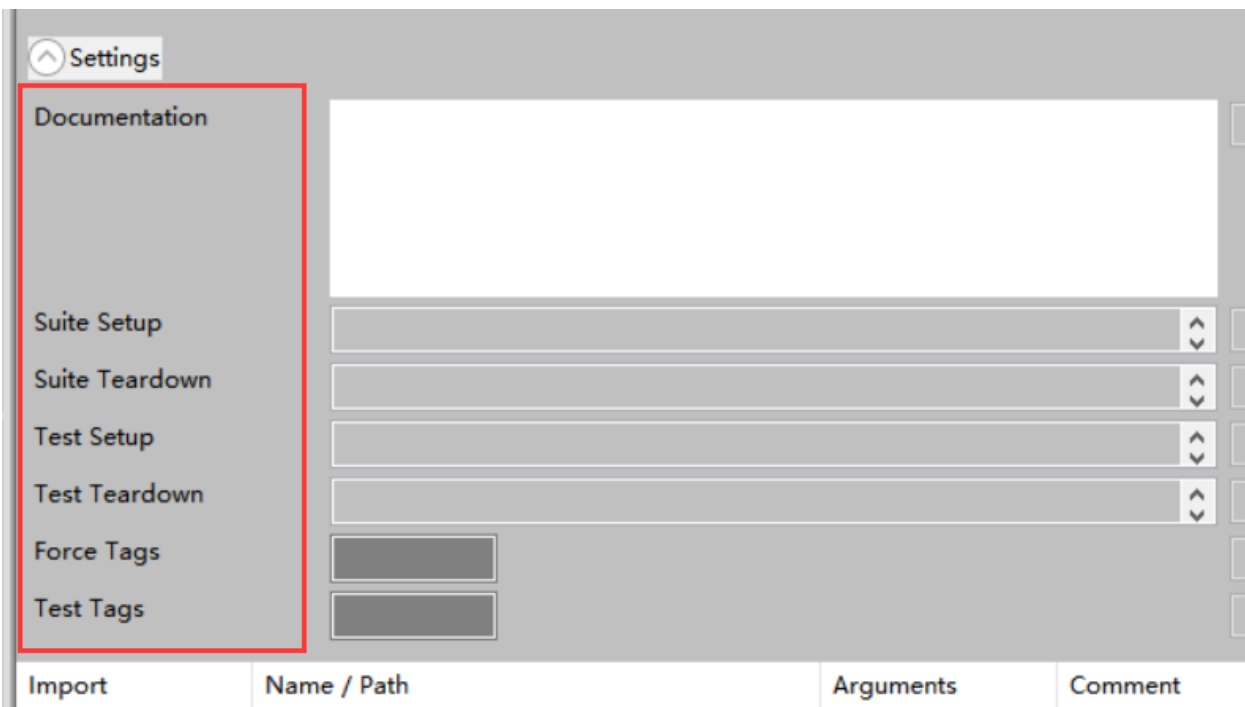 Settings
Documentation
Suite Setup
Suite Teardown
Test Setup
Test Teardown
Force Tags
Test Tags
Import Name / Path Arguments Comment